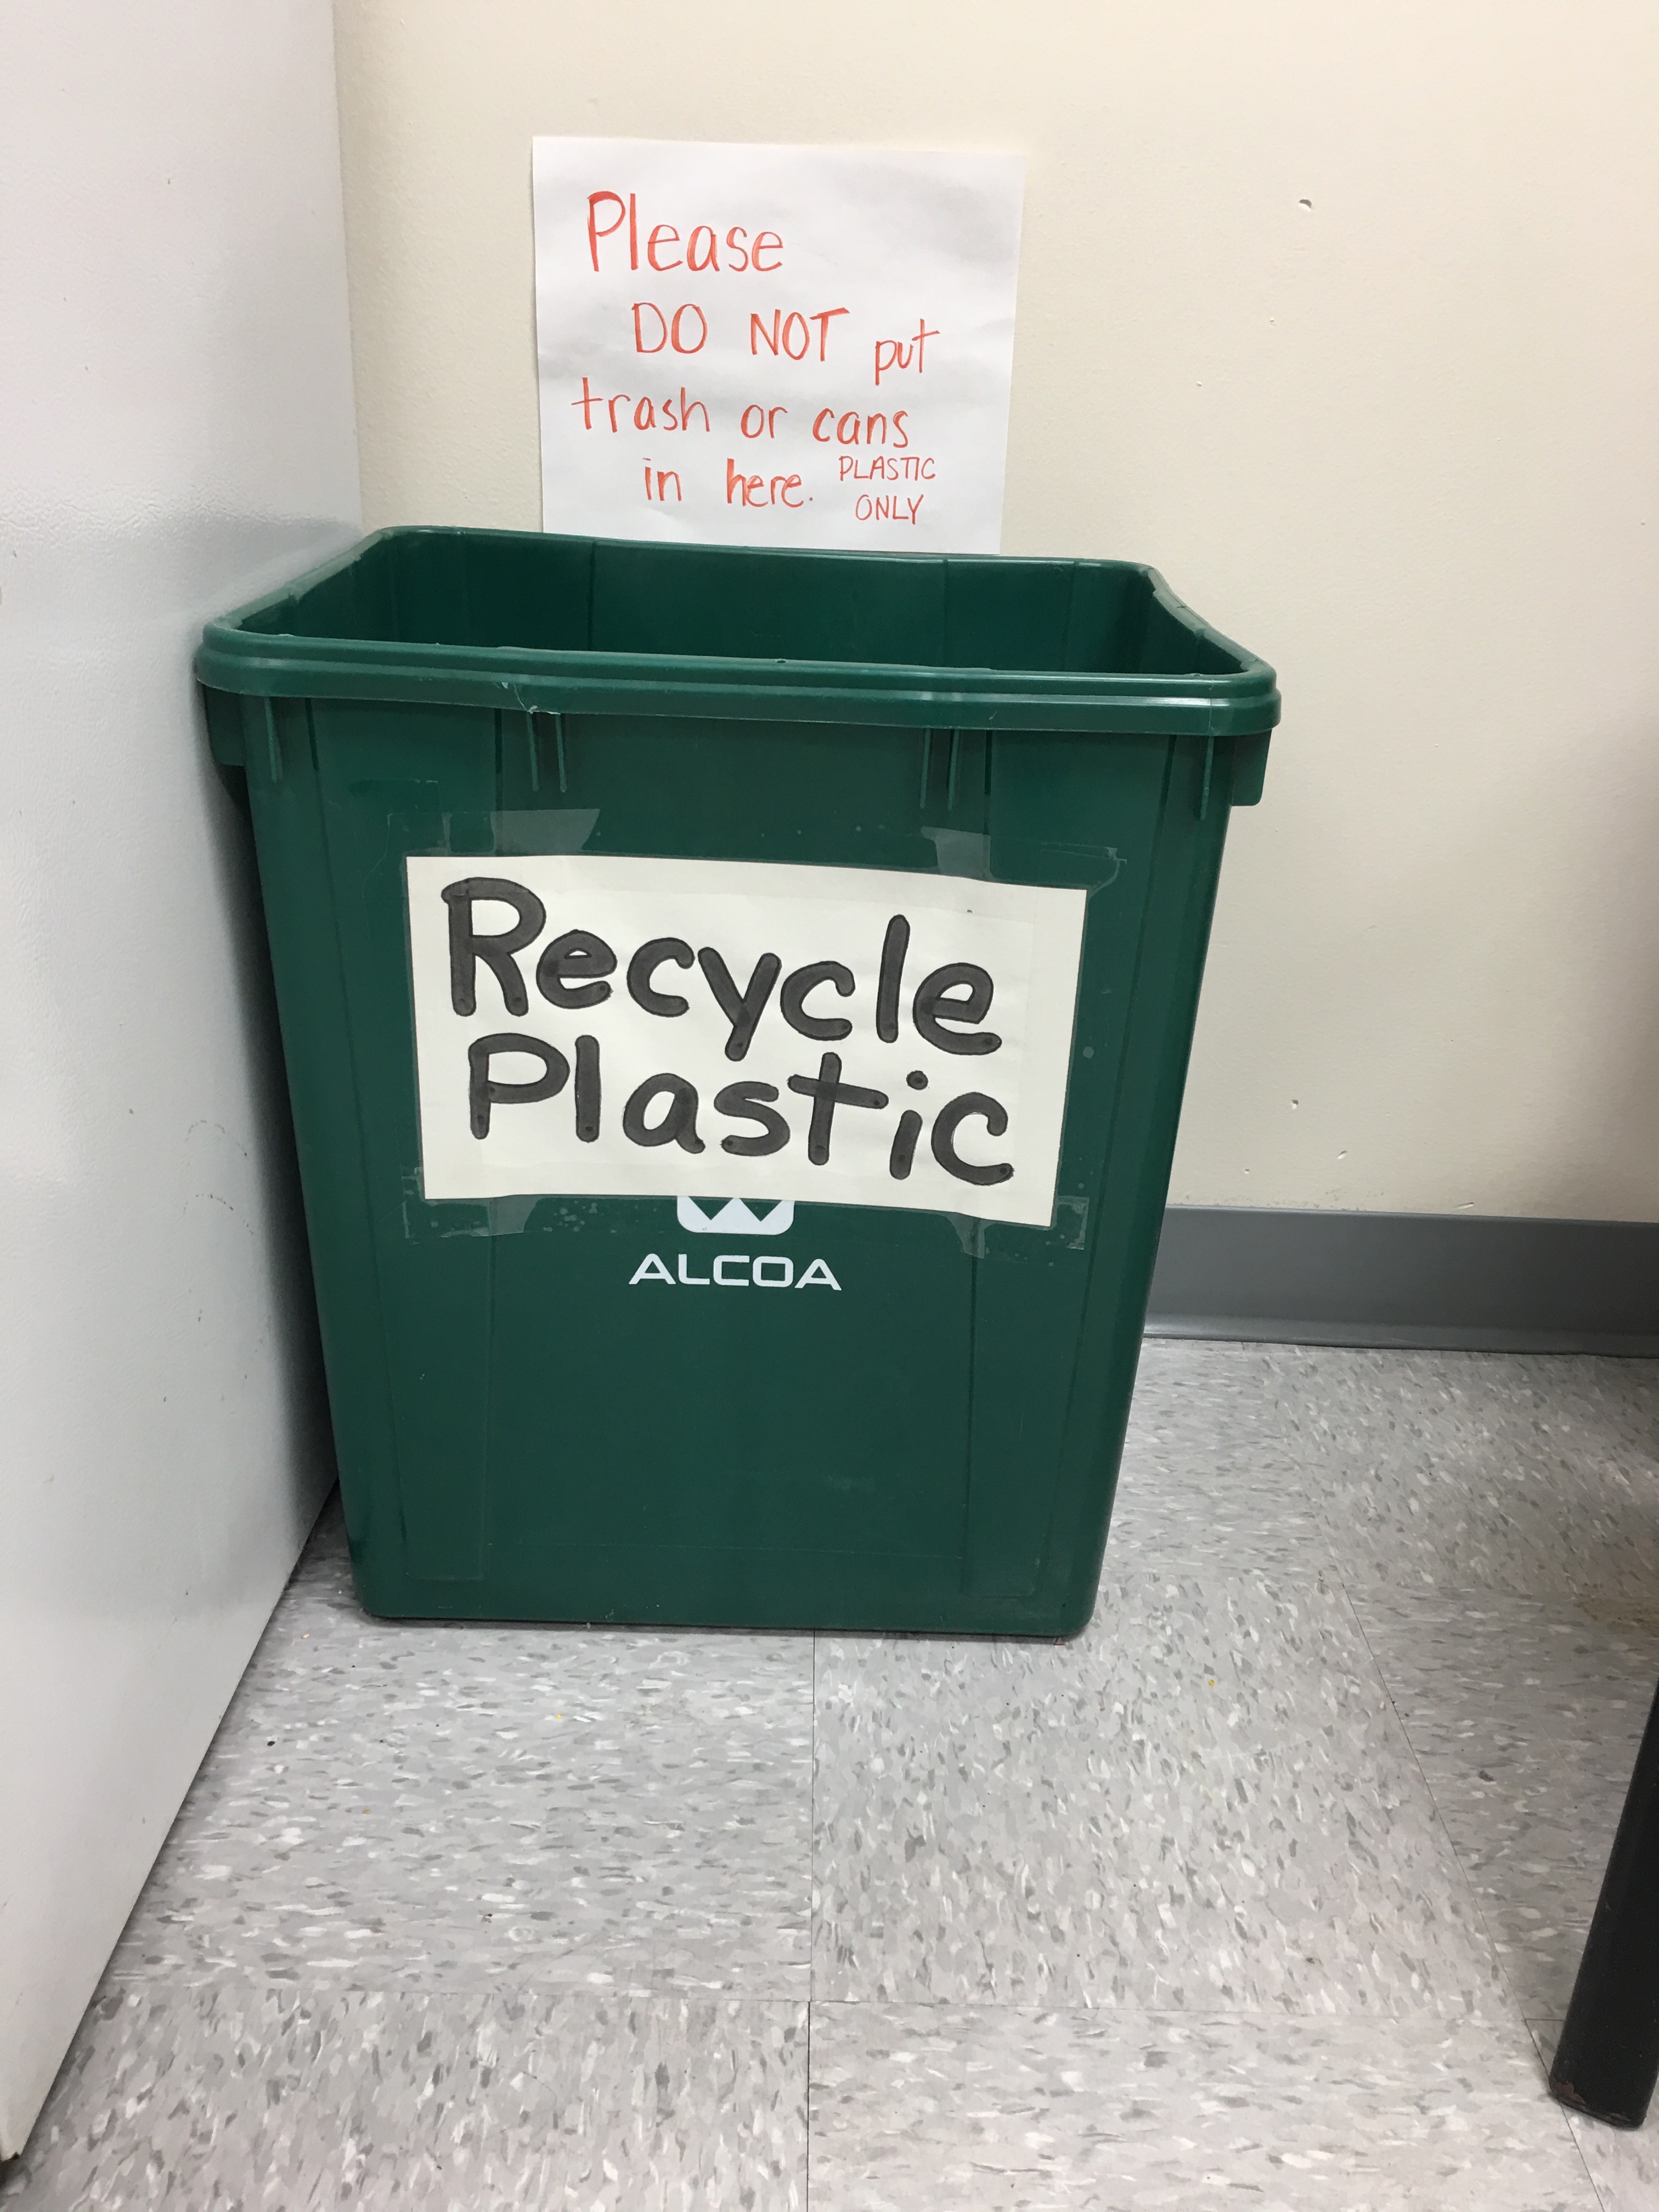 Please
DO NOT put
trash or cans
in here. PLASTIC
ONLY
Recycle
Plastic
ALCOA